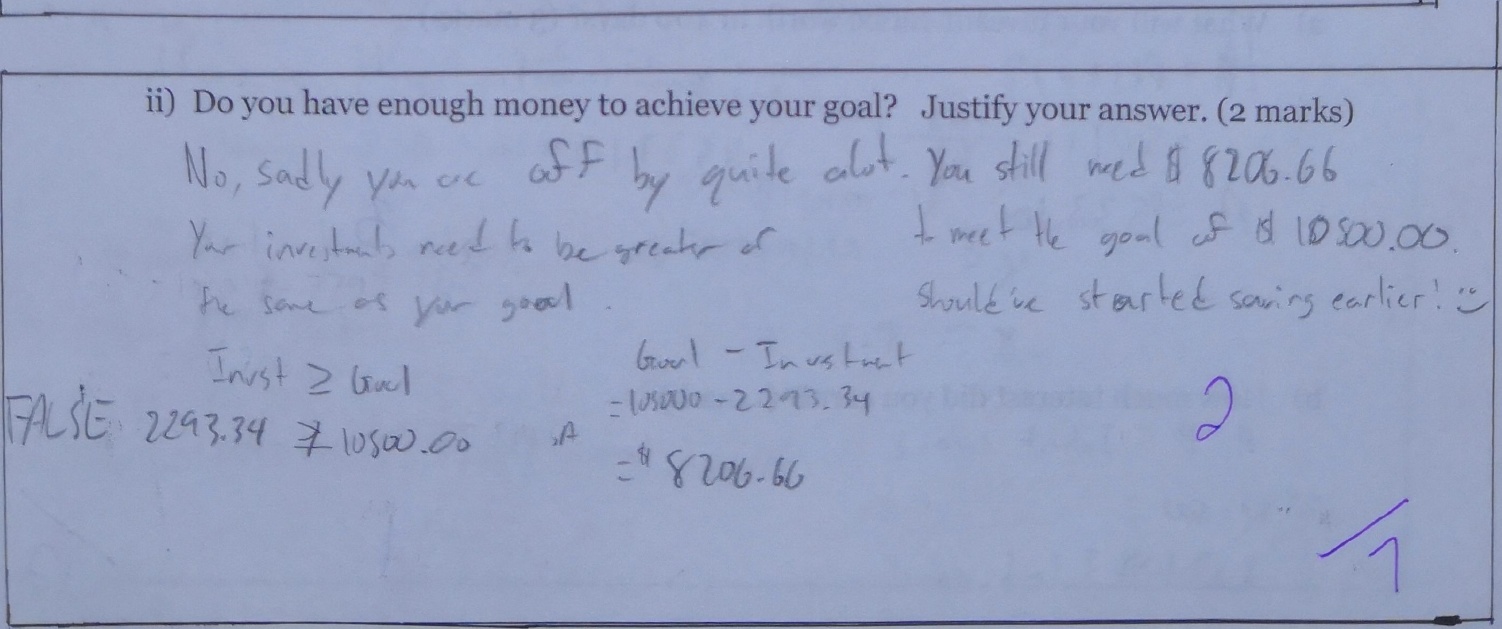 ii) Do you have enough money to achieve your goal? Justify your answer. (2 marks)
No, sadly you are off by quite alot. You still need $ 8206.66
to meet the goal of $ 10500.00.
should've started saving earlier!
Your investments need to be greater or
the same as your goal.
Invest ≥ Goal
FALSE 2293.34 ≱ 10500.00
Goal - Investment
= 10500 - 2293.34
= $ 8206.66
2
/1